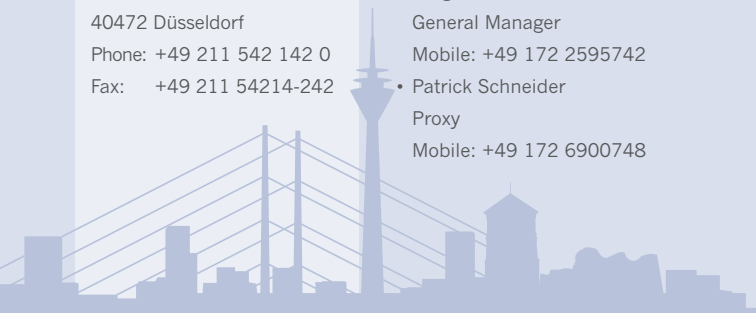 40472 Düsseldorf
Phone: +49 211 542 142 0
Fax: +49 211 54214-242
General Manager
Mobile: +49 172 2595742
• Patrick Schneider
Proxy
Mobile: +49 172 6900748